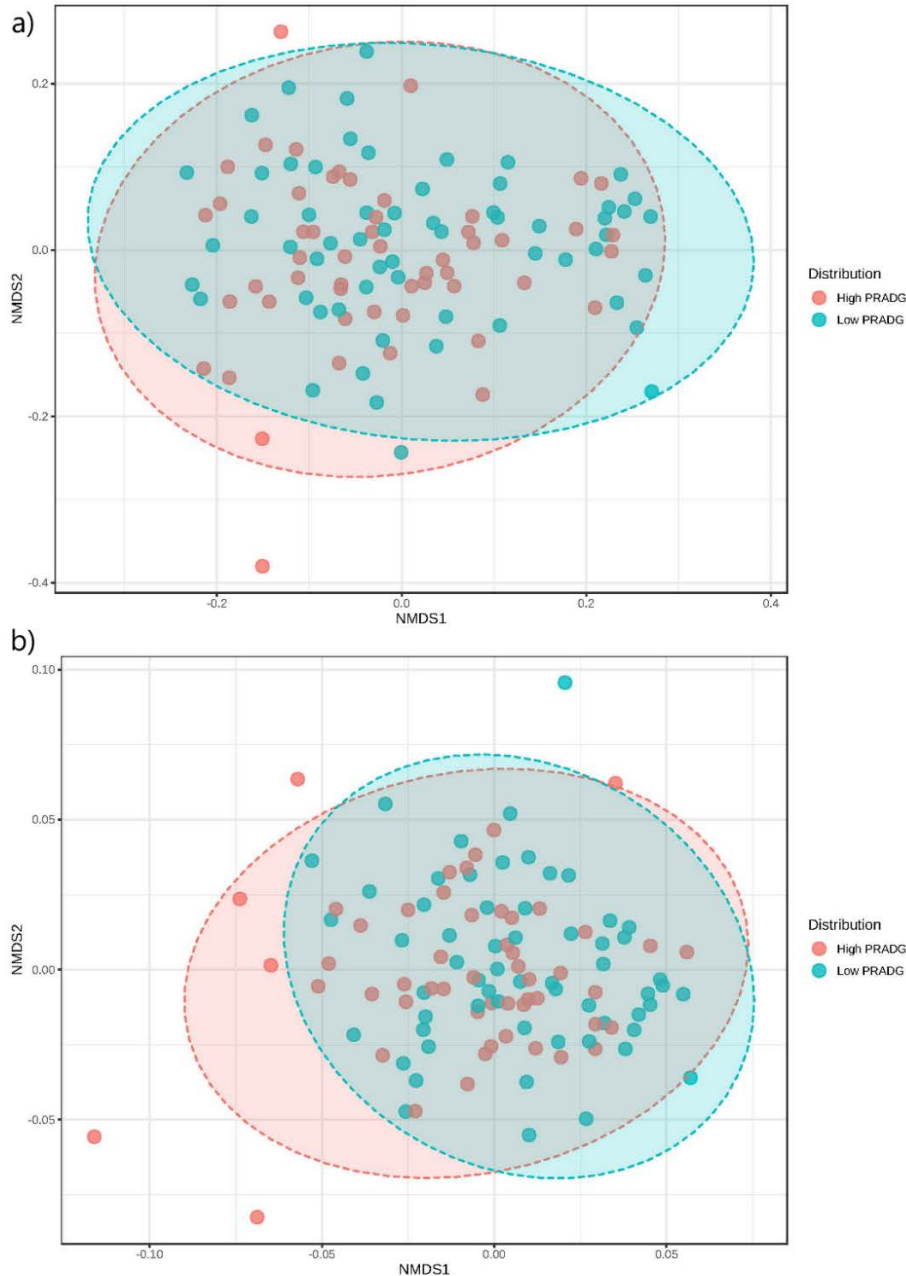 a)
0.2
0.0
-0.2
-0.4
NMDS2
-0.2
0.0
0.2
0.4
NMDS1
Distribution
High PRADG
Low PRADG
b)
0.10
0.05
0.00
-0.05
NMDS2
-0.10
-0.05
0.00
0.05
NMDS1
Distribution
High PRADG
Low PRADG